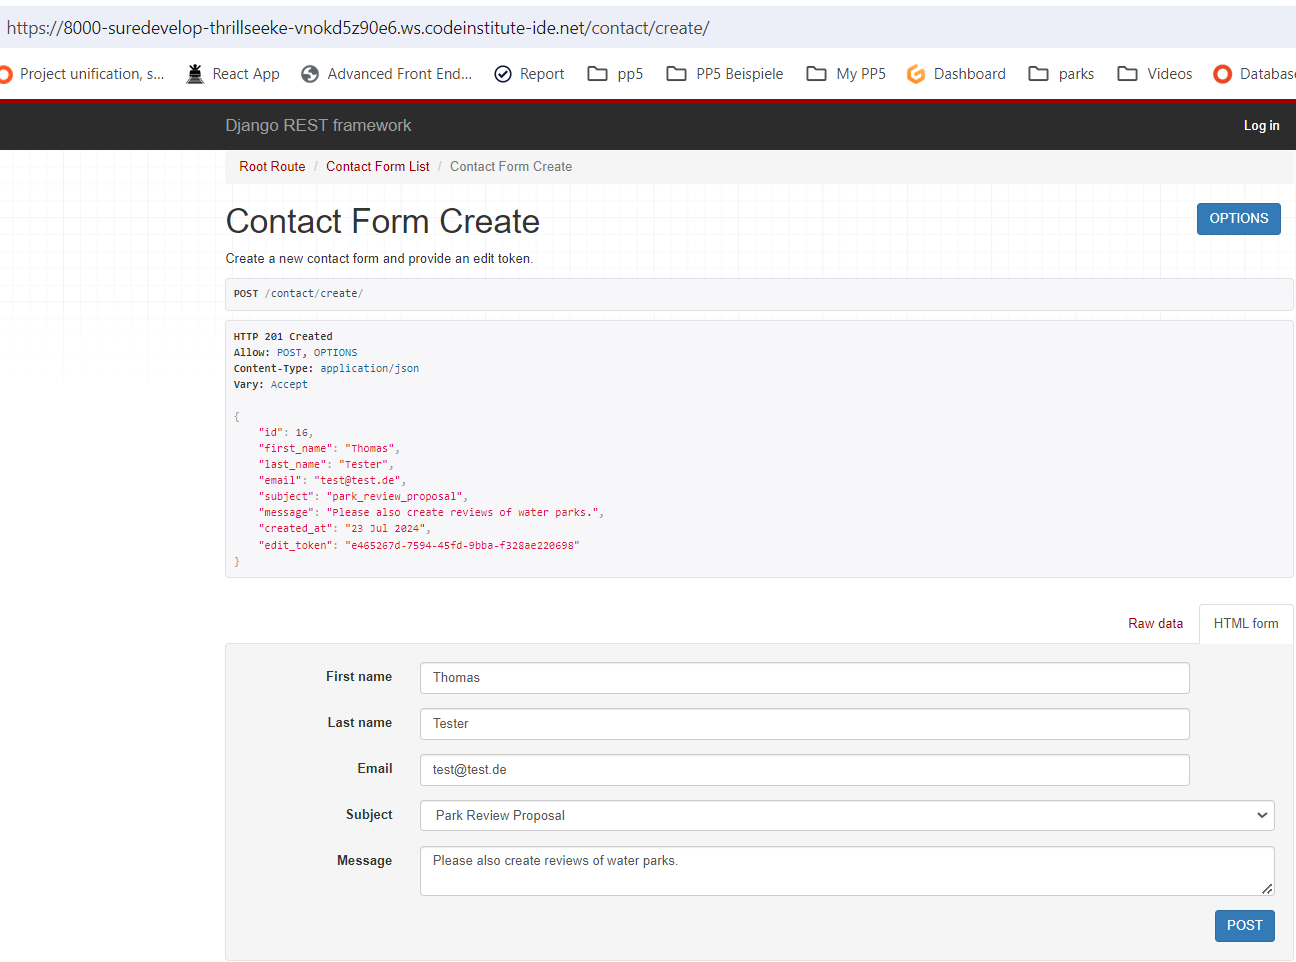 https://8000-suredevelop-thrillseeke-vnokd5z90e6.ws.codeinstitute-ide.net/contact/create/
Project unification, s... React App Advanced Front End... Report pp5 PP5 Beispiele My PP5 Dashboard parks Videos Databas
Django REST framework Log in
Root Route / Contact Form List / Contact Form Create
Contact Form Create OPTIONS
Create a new contact form and provide an edit token.
POST /contact/create/
HTTP 201 Created
Allow: POST, OPTIONS
Content-Type: application/json
Vary: Accept
{
"id": 16,
"first_name": "Thomas",
"last_name": "Tester",
"email": "test@test.de",
"subject": "park_review_proposal",
"message": "Please also create reviews of water parks.",
"created_at": "23 Jul 2024",
"edit_token": "e465267d-7594-45fd-9bba-f328ae220698"
}
Raw data HTML form
First name Thomas
Last name Tester
Email test@test.de
Subject Park Review Proposal
Message Please also create reviews of water parks.
POST